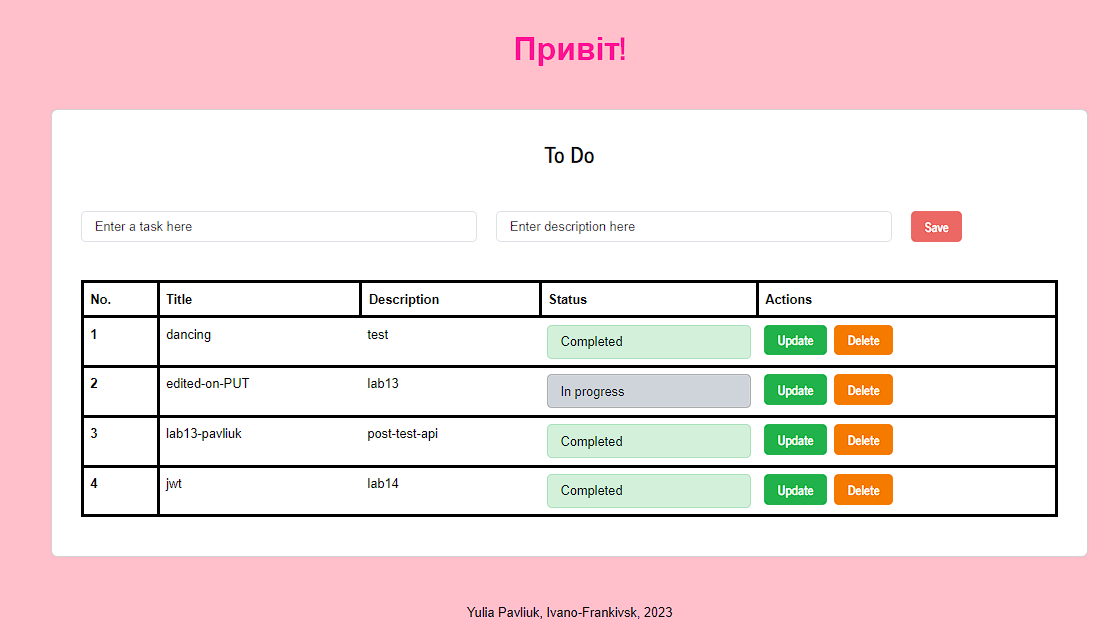 Привіт!
To Do
Enter a task here Enter description here Save
No. Title Description Status Actions
1 dancing test Completed Update Delete
2 edited-on-PUT lab13 In progress Update Delete
3 lab13-pavliuk post-test-api Completed Update Delete
4 jwt lab14 Completed Update Delete
Yulia Pavliuk, Ivano-Frankivsk, 2023